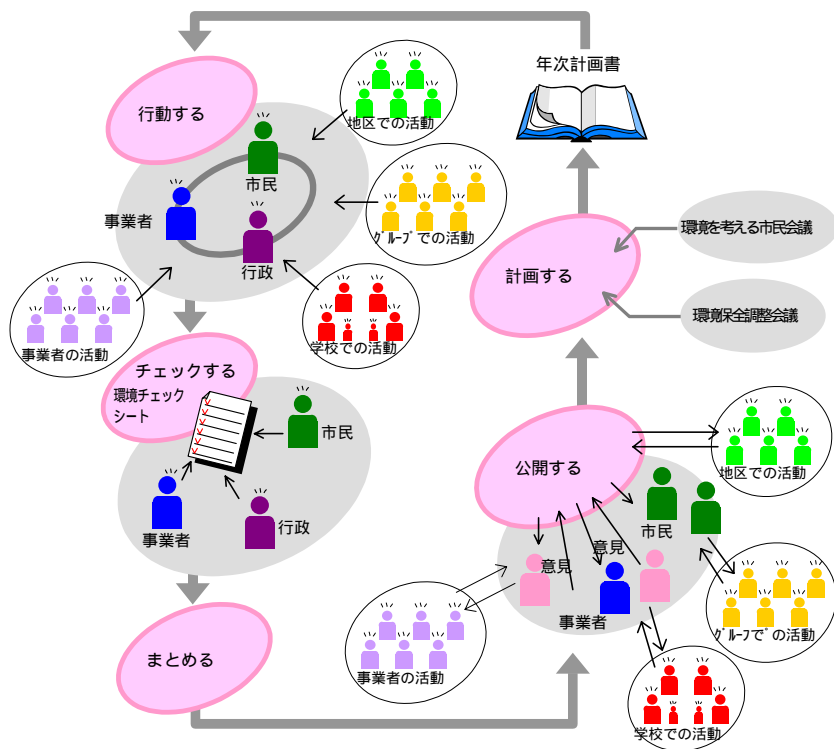 年次計画書
行動する
地区での活動
市民
事業者
グループでの活動
行政
事業者の活動
学校での活動
環境を考える市民会議
計画する
環境保全調整会議
チェックする
環境チェック
シート
市民
事業者
行政
公開する
地区での活動
市民
意見
意見
事業者
グループでの活動
事業者の活動
まとめる
学校での活動